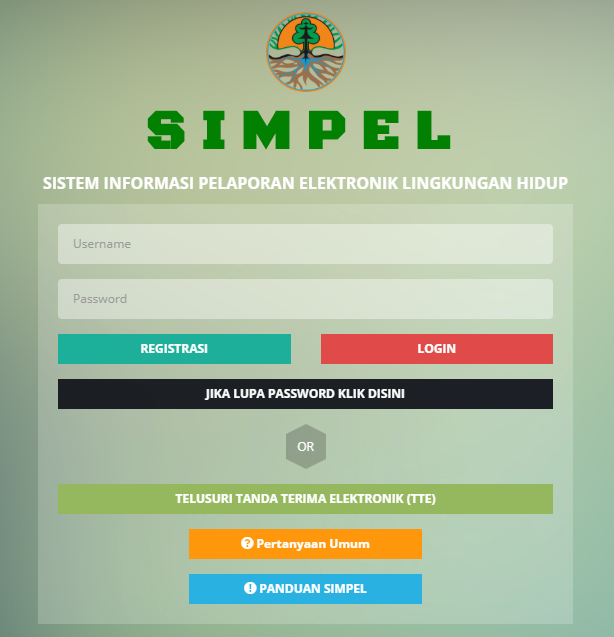 SIMPEL
SISTEM INFORMASI PELAPORAN ELEKTRONIK LINGKUNGAN HIDUP
Username
Password
REGISTRASI
LOGIN
JIKA LUPA PASSWORD KLIK DISINI
OR
TELUSURI TANDA TERIMA ELEKTRONIK (TTE)
? Pertanyaan Umum
! PANDUAN SIMPEL